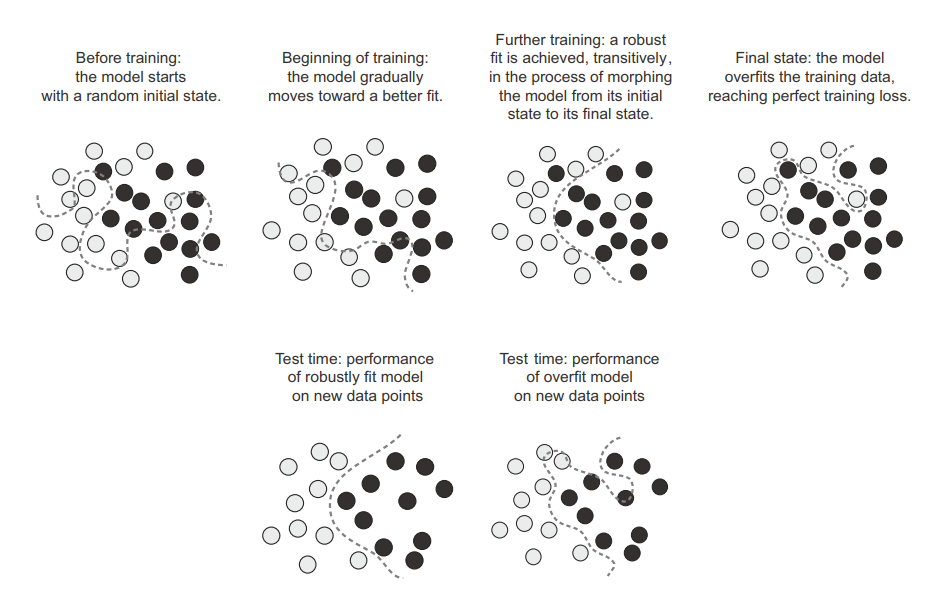 Before training:
the model starts
with a random initial state.
Beginning of training:
the model gradually
moves toward a better fit.
Further training: a robust
fit is achieved, transitively,
in the process of morphing
the model from its initial
state to its final state.
Final state: the model
overfits the training data,
reaching perfect training loss.
Test time: performance
of robustly fit model
on new data points
Test time: performance
of overfit model
on new data points